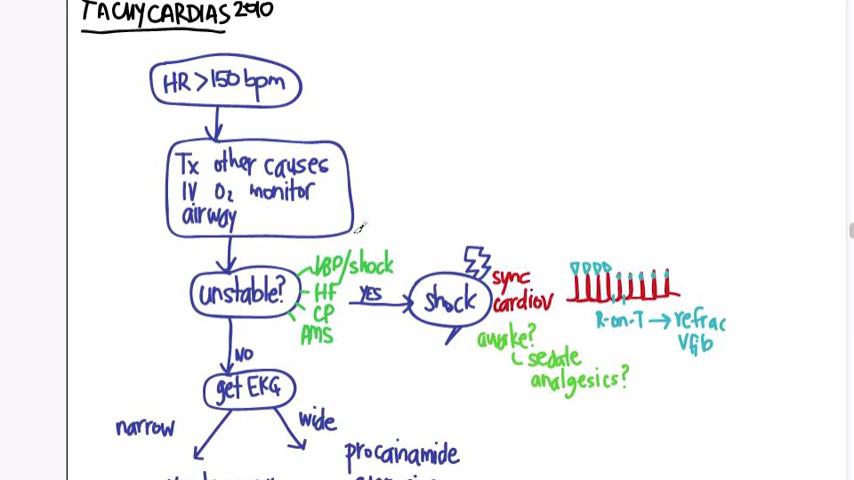 TACHYCARDIAS 2010
HR > 150 bpm
Tx other causes
IV O2 monitor
airway
unstable?
↓BP/shock
HF
CP
AMS
YES
shock
sync
cardiov
R-on-T → refrac
Vfib
awake?
sedate
analgesics?
NO
get EKG
narrow
wide
procainamide